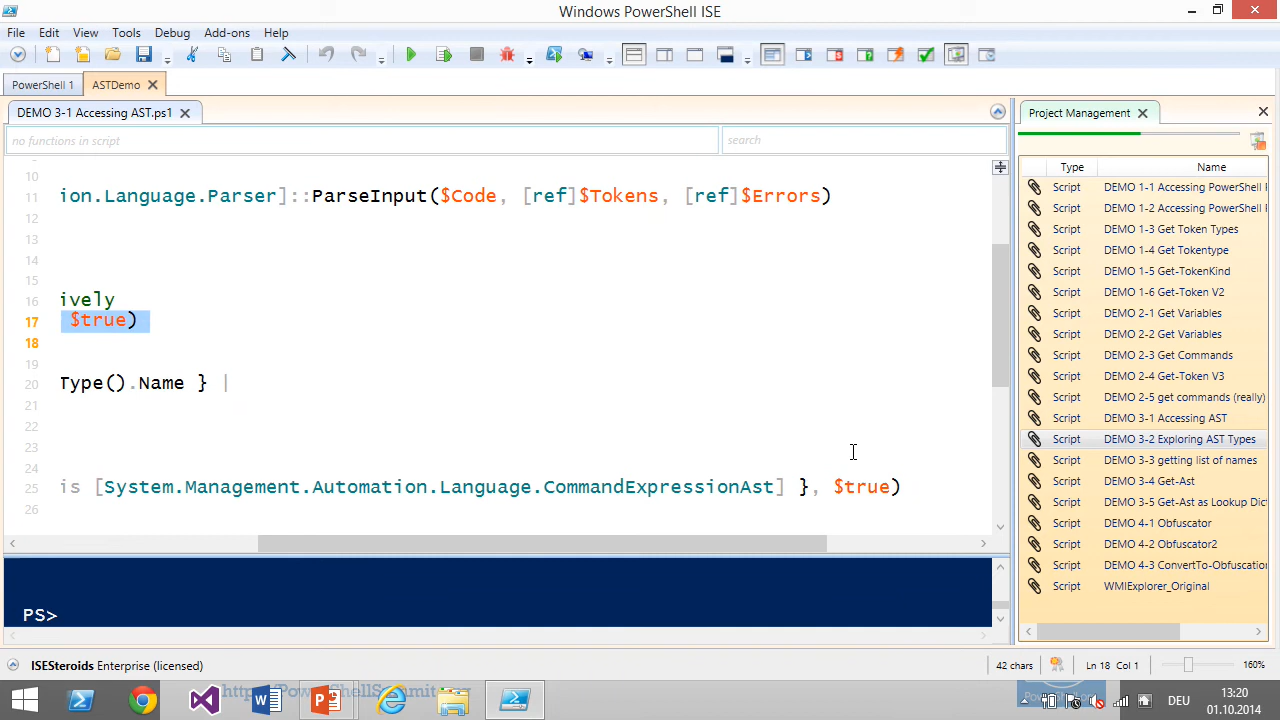 Windows PowerShell ISE
File Edit View Tools Debug Add-ons Help
PowerShell 1 ASTDemo
DEMO 3-1 Accessing AST.ps1
no functions in script search
10
11 ion.Language.Parser]::ParseInput($Code, [ref]$Tokens, [ref]$Errors)
12
13
14
15
16 ively
17 $true)
18
19
20 Type().Name } |
21
22
23
24
25 is [System.Management.Automation.Language.CommandExpressionAst] }, $true)
26
PS>
Project Management
Type Name
Script DEMO 1-1 Accessing PowerShell
Script DEMO 1-2 Accessing PowerShell
Script DEMO 1-3 Get Token Types
Script DEMO 1-4 Get Tokentype
Script DEMO 1-5 Get-TokenKind
Script DEMO 1-6 Get-Token V2
Script DEMO 2-1 Get Variables
Script DEMO 2-2 Get Variables
Script DEMO 2-3 Get Commands
Script DEMO 2-4 Get-Token V3
Script DEMO 2-5 get commands (really)
Script DEMO 3-1 Accessing AST
Script DEMO 3-2 Exploring AST Types
Script DEMO 3-3 getting list of names
Script DEMO 3-4 Get-Ast
Script DEMO 3-5 Get-Ast as Lookup Dic
Script DEMO 4-1 Obfuscator
Script DEMO 4-2 Obfuscator2
Script DEMO 4-3 ConvertTo-Obfuscation
Script WMIExplorer_Original
ISESteroids Enterprise (licensed) 42 chars Ln 18 Col 1 160%
DEU
13:20
01.10.2014